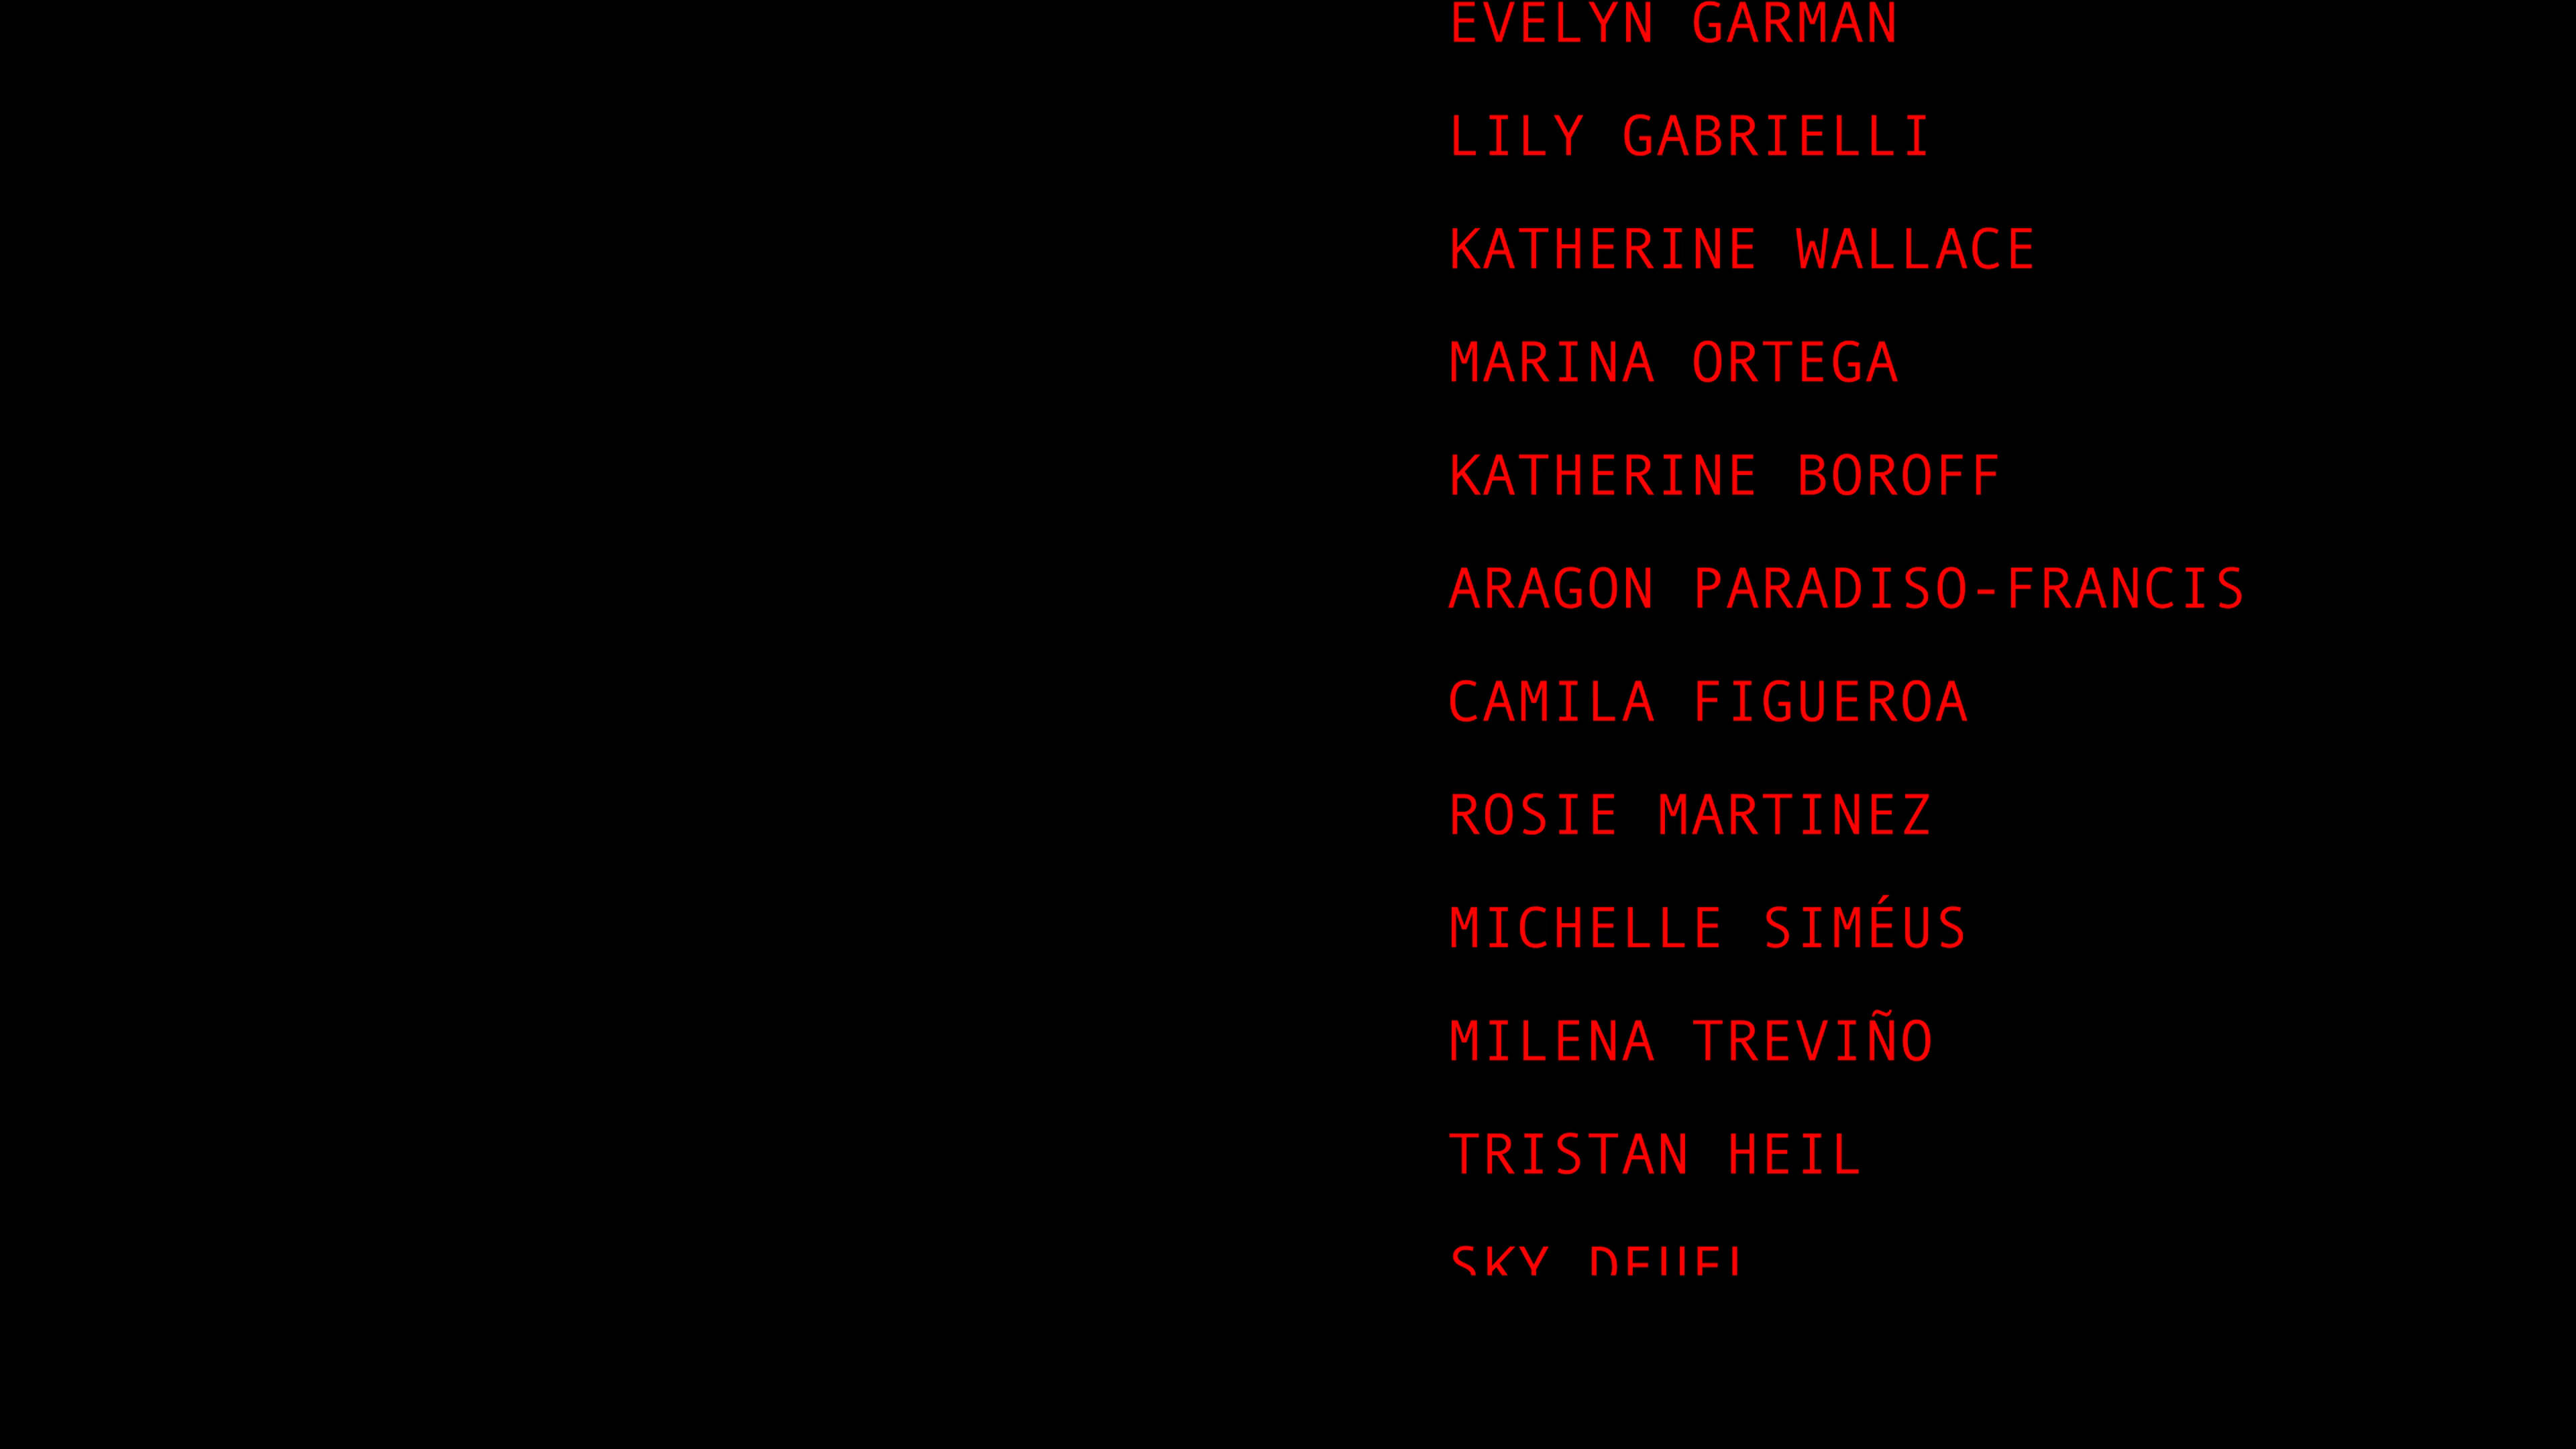 EVELYN GARMAN
LILY GABRIELLI
KATHERINE WALLACE
MARINA ORTEGA
KATHERINE BOROFF
ARAGON PARADISO-FRANCIS
CAMILA FIGUEROA
ROSIE MARTINEZ
MICHELLE SIMÉUS
MILENA TREVIÑO
TRISTAN HEIL
SKY